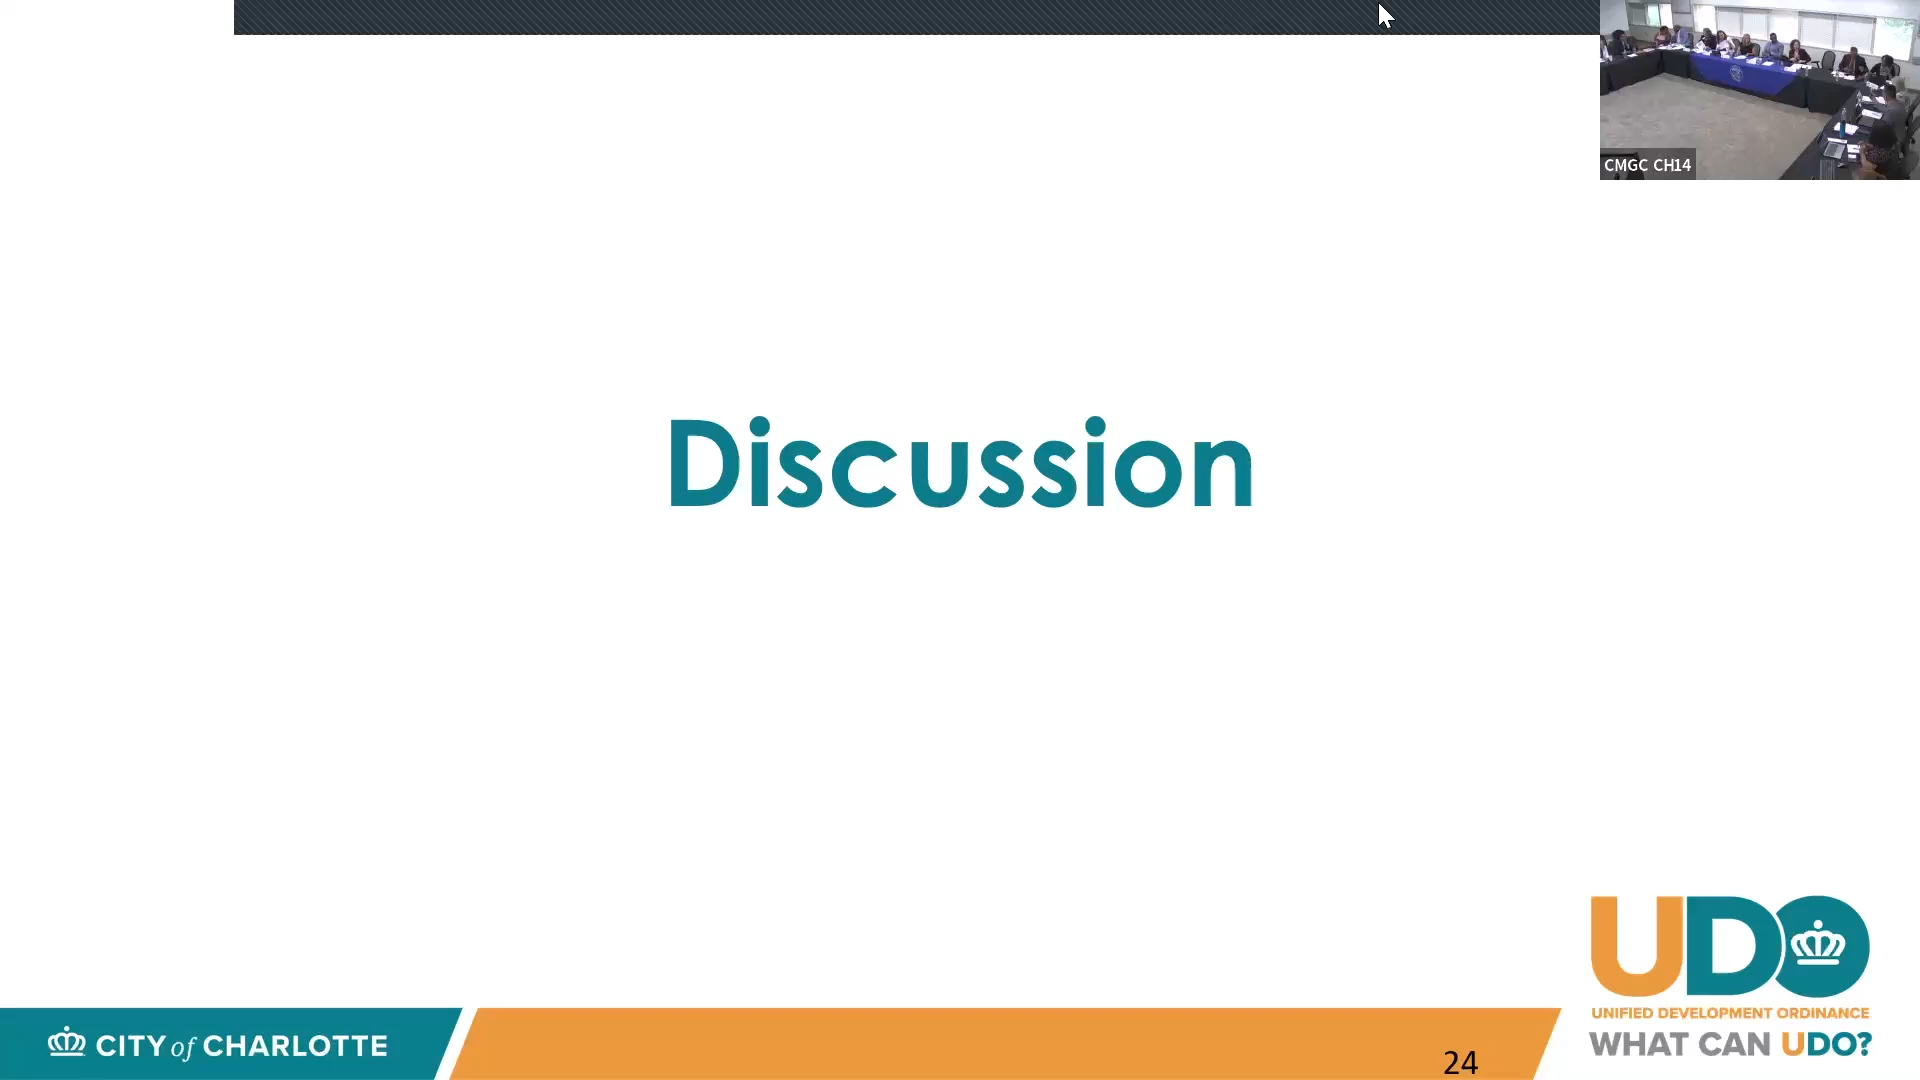 CMGC CH14
Discussion
UDO
UNIFIED DEVELOPMENT ORDINANCE
WHAT CAN UDO?
CITY of CHARLOTTE
24